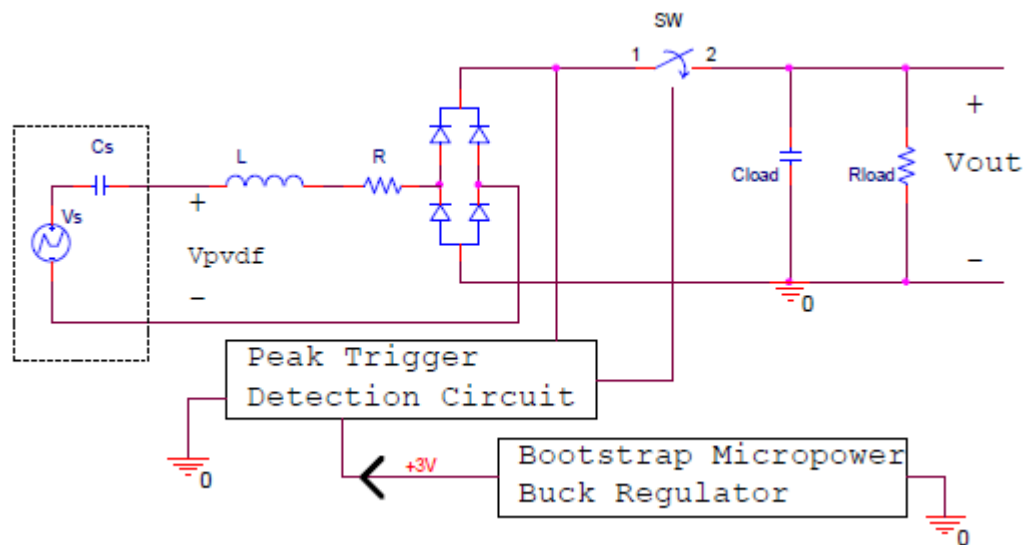 SW
1 2
Cs
L
R
+
Vs
Vpvdf
−
Cload
Rload
+
Vout
−
0
Peak Trigger
Detection Circuit
0
+3V
Bootstrap Micropower
Buck Regulator
0